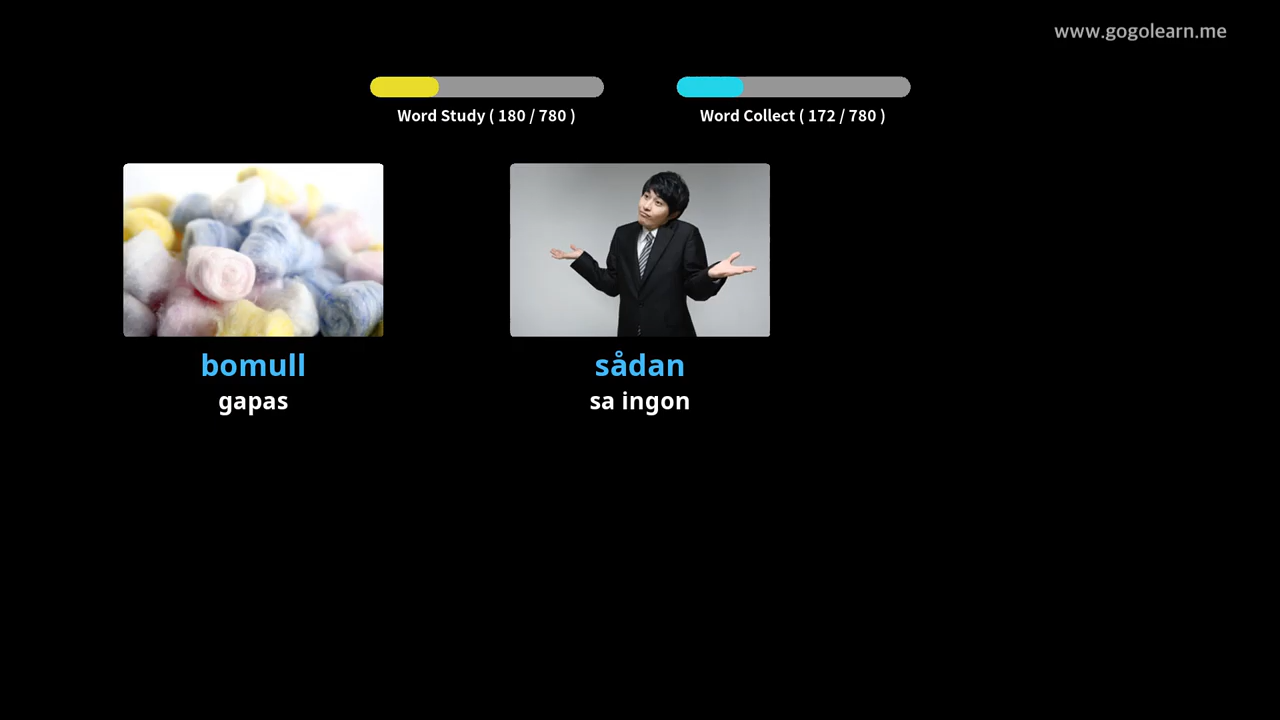 www.gogolearn.me
Word Study ( 180 / 780 )
Word Collect ( 172 / 780 )
bomull
gapas
sådan
sa ingon